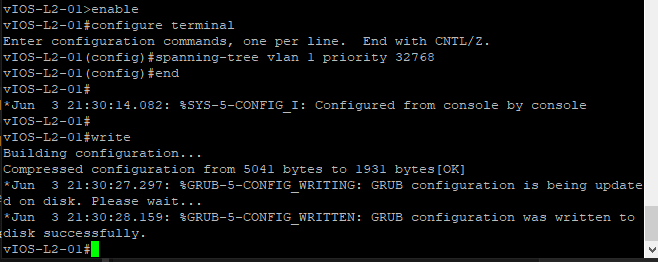 vIOS-L2-01>enable
vIOS-L2-01#configure terminal
Enter configuration commands, one per line.  End with CNTL/Z.
vIOS-L2-01(config)#spanning-tree vlan 1 priority 32768
vIOS-L2-01(config)#end
vIOS-L2-01#
*Jun  3 21:30:14.082: %SYS-5-CONFIG_I: Configured from console by console
vIOS-L2-01#
vIOS-L2-01#write
Building configuration...
Compressed configuration from 5041 bytes to 1931 bytes[OK]
*Jun  3 21:30:27.297: %GRUB-5-CONFIG_WRITING: GRUB configuration is being update
d on disk. Please wait...
*Jun  3 21:30:28.159: %GRUB-5-CONFIG_WRITTEN: GRUB configuration was written to
disk successfully.
vIOS-L2-01#